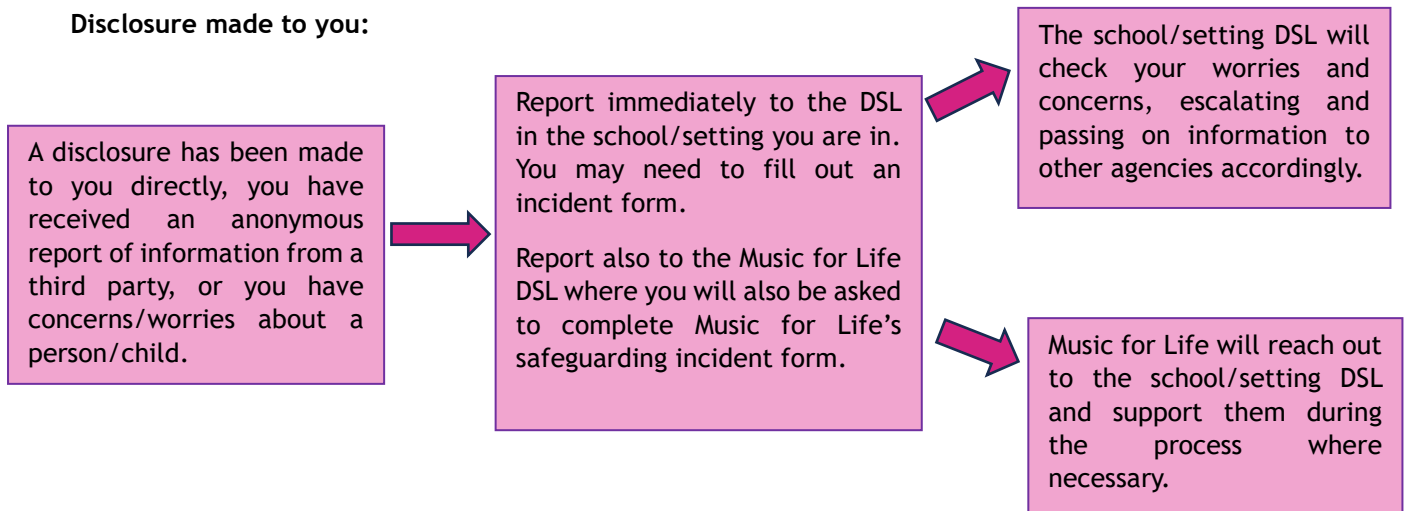 Disclosure made to you:
A disclosure has been made
to you directly, you have
received an anonymous
report of information from a
third party, or you have
concerns/worries about a
person/child.
Report immediately to the DSL
in the school/setting you are in.
You may need to fill out an
incident form.
Report also to the Music for Life
DSL where you will also be asked
to complete Music for Life’s
safeguarding incident form.
The school/setting DSL will
check your worries and
concerns, escalating and
passing on information to
other agencies accordingly.
Music for Life will reach out
to the school/setting DSL
and support them during
the process where
necessary.